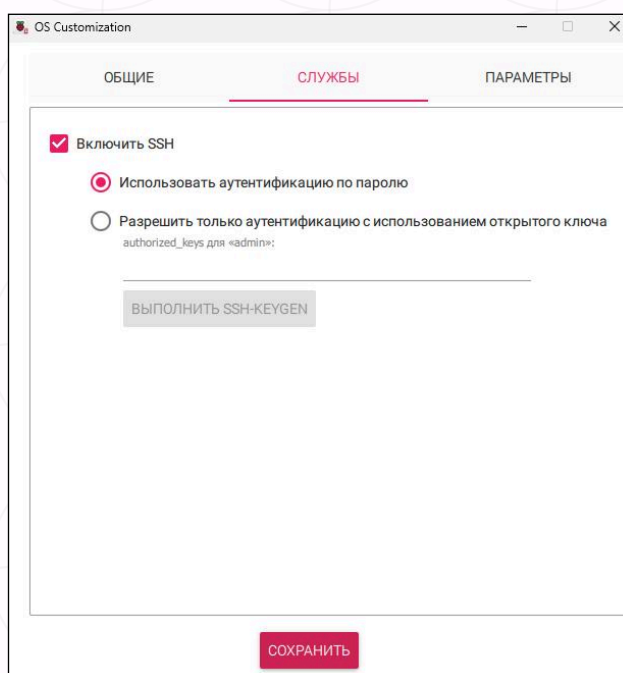 OS Customization
ОБЩИЕ СЛУЖБЫ ПАРАМЕТРЫ
Включить SSH
Использовать аутентификацию по паролю
Разрешить только аутентификацию с использованием открытого ключа
authorized_keys для «admin»:
ВЫПОЛНИТЬ SSH-KEYGEN
СОХРАНИТЬ